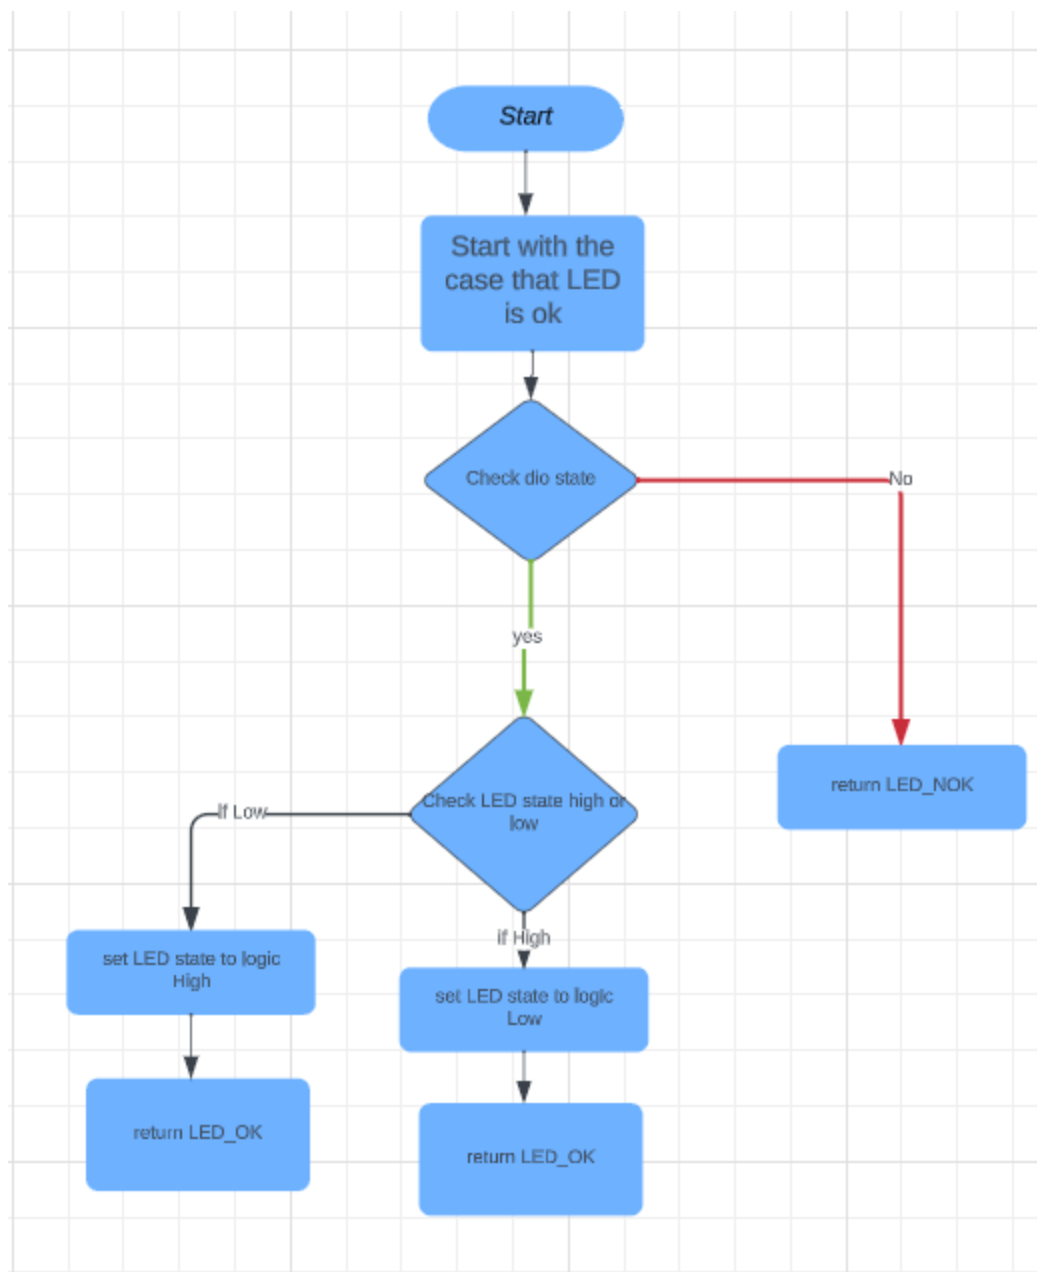 Start
Start with the
case that LED
is ok
Check dio state
No
yes
return LED_NOK
Check LED state high or
low
If Low
if High
set LED state to logic
High
set LED state to logic
Low
return LED_OK
return LED_OK